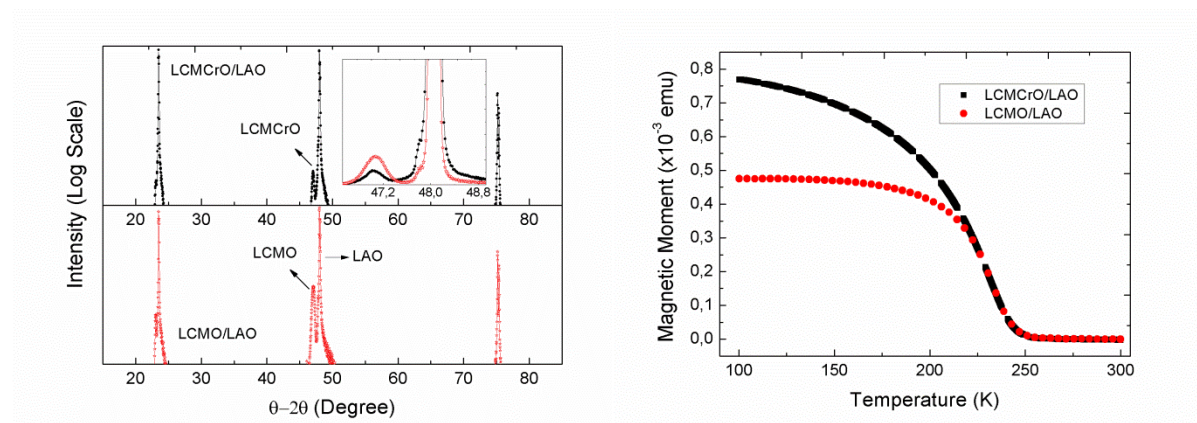 LCMCrO/LAO
LCMCrO
47,2 48,0 48,8
20 30 40 50 60 70 80
LCMO
LAO
LCMO/LAO
20 30 40 50 60 70 80
θ–2θ (Degree)
Intensity (Log Scale)
0,8
0,7
0,6
0,5
0,4
0,3
0,2
0,1
0,0
LCMCrO/LAO
LCMO/LAO
100 150 200 250 300
Temperature (K)
Magnetic Moment (x10⁻³ emu)